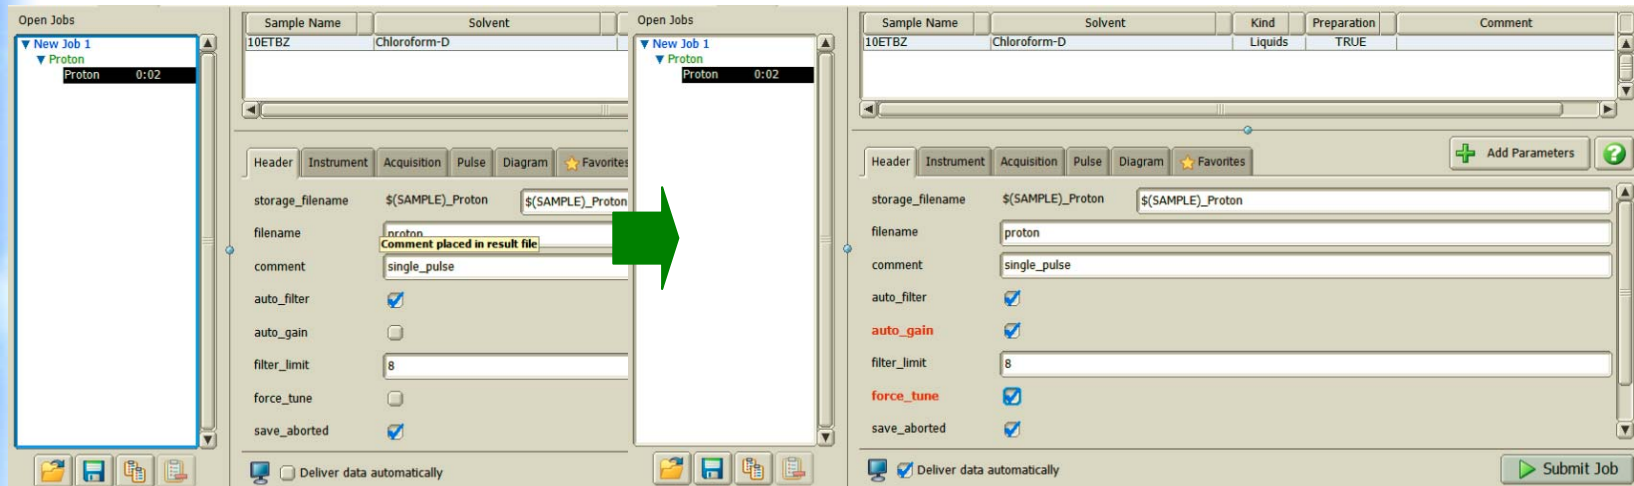 Open Jobs
New Job 1
Proton
Proton 0:02
Sample Name Solvent
10ETBZ Chloroform-D
Header Instrument Acquisition Pulse Diagram Favorites
storage_filename $(SAMPLE)_Proton $(SAMPLE)_Proton
filename proton
Comment placed in result file
comment single_pulse
auto_filter
auto_gain
filter_limit 8
force_tune
save_aborted
Deliver data automatically
Open Jobs
New Job 1
Proton
Proton 0:02
Sample Name Solvent Kind Preparation Comment
10ETBZ Chloroform-D Liquids TRUE
Add Parameters
Header Instrument Acquisition Pulse Diagram Favorites
storage_filename $(SAMPLE)_Proton $(SAMPLE)_Proton
filename proton
comment single_pulse
auto_filter
auto_gain
filter_limit 8
force_tune
save_aborted
Deliver data automatically
Submit Job